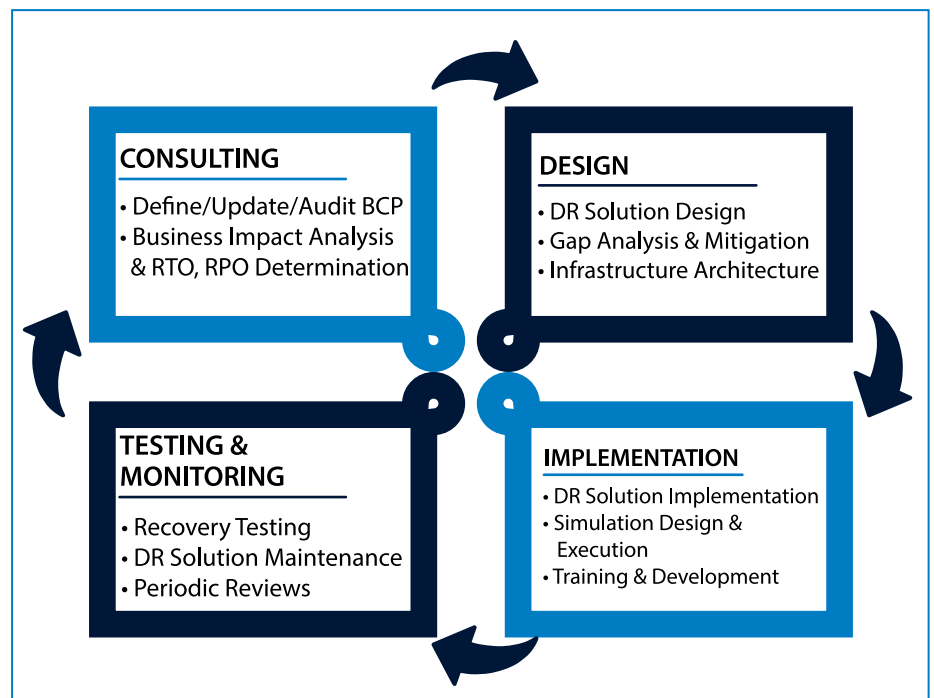 CONSULTING
• Define/Update/Audit BCP
• Business Impact Analysis
& RTO, RPO Determination
DESIGN
• DR Solution Design
• Gap Analysis & Mitigation
• Infrastructure Architecture
TESTING &
MONITORING
• Recovery Testing
• DR Solution Maintenance
• Periodic Reviews
IMPLEMENTATION
• DR Solution Implementation
• Simulation Design &
Execution
• Training & Development